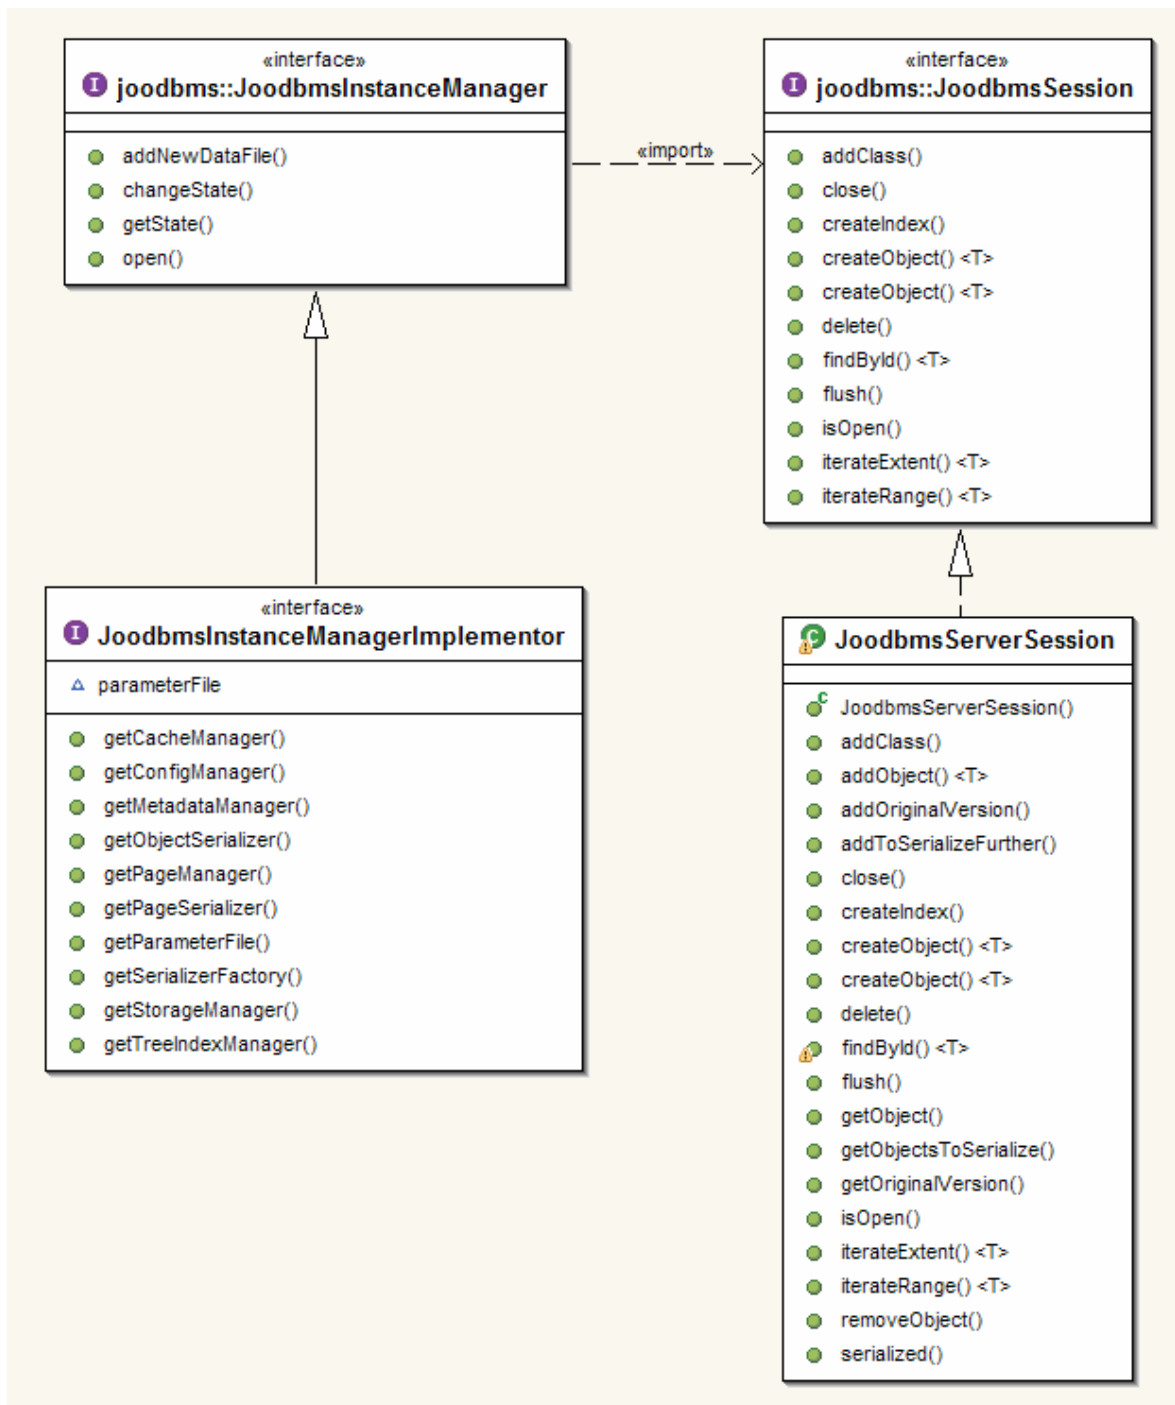 «interface»
I joodbms::JoodbmsInstanceManager
addNewDataFile()
changeState()
getState()
open()
«import»
«interface»
I joodbms::JoodbmsSession
addClass()
close()
createIndex()
createObject() <T>
createObject() <T>
delete()
findById() <T>
flush()
isOpen()
iterateExtent() <T>
iterateRange() <T>
«interface»
I JoodbmsInstanceManagerImplementor
parameterFile
getCacheManager()
getConfigManager()
getMetadataManager()
getObjectSerializer()
getPageManager()
getPageSerializer()
getParameterFile()
getSerializerFactory()
getStorageManager()
getTreeIndexManager()
C JoodbmsServerSession
C JoodbmsServerSession()
addClass()
addObject() <T>
addOriginalVersion()
addToSerializeFurther()
close()
createIndex()
createObject() <T>
createObject() <T>
delete()
findById() <T>
flush()
getObject()
getObjectsToSerialize()
getOriginalVersion()
isOpen()
iterateExtent() <T>
iterateRange() <T>
removeObject()
serialized()